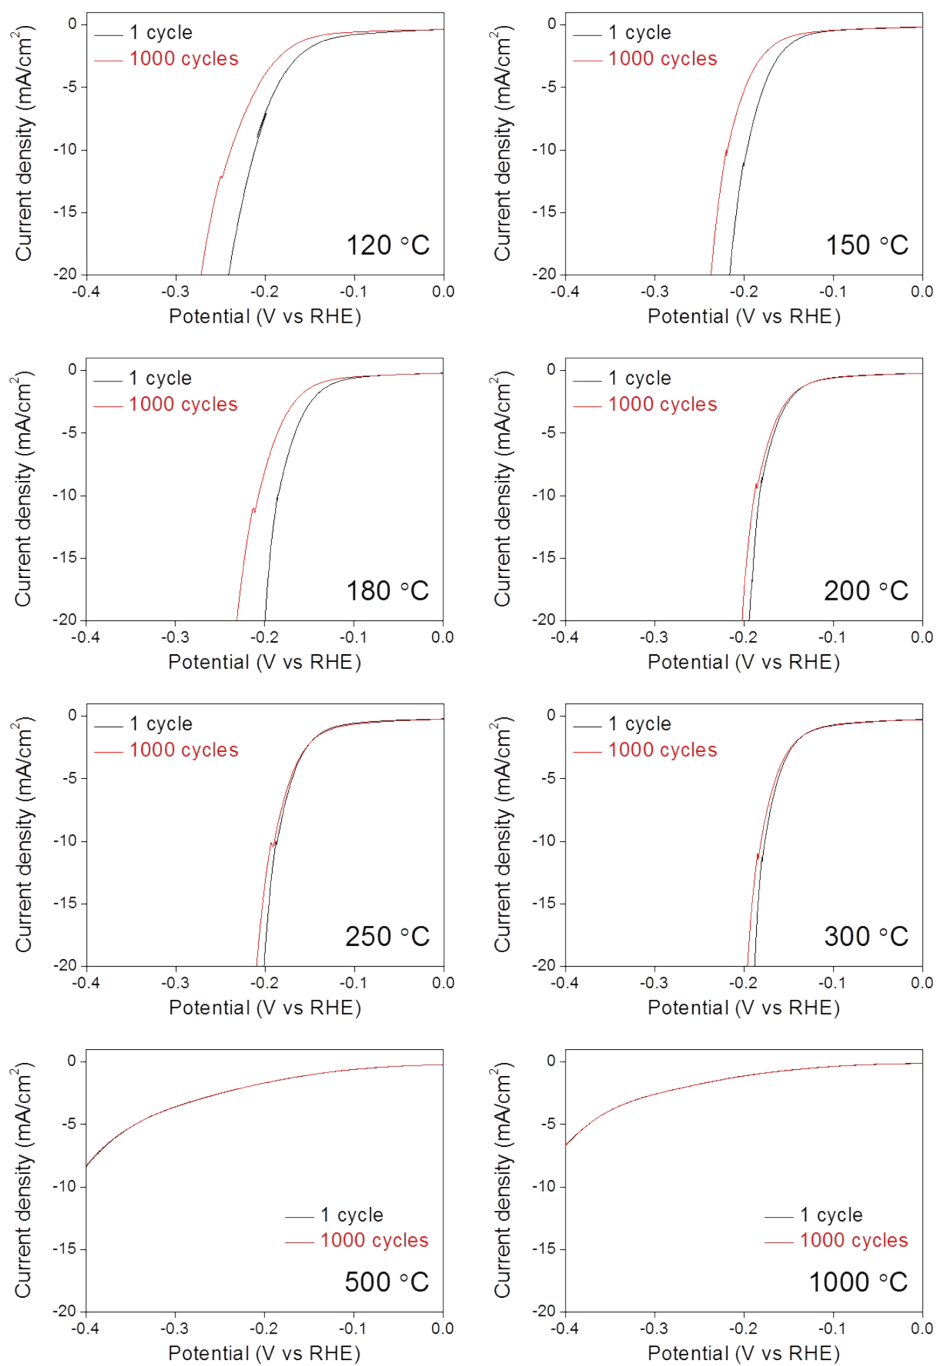 1 cycle
1000 cycles
Current density (mA/cm²)
0
-5
-10
-15
-20
120 °C
-0.4 -0.3 -0.2 -0.1 0.0
Potential (V vs RHE)
1 cycle
1000 cycles
Current density (mA/cm²)
0
-5
-10
-15
-20
150 °C
-0.4 -0.3 -0.2 -0.1 0.0
Potential (V vs RHE)
1 cycle
1000 cycles
Current density (mA/cm²)
0
-5
-10
-15
-20
180 °C
-0.4 -0.3 -0.2 -0.1 0.0
Potential (V vs RHE)
1 cycle
1000 cycles
Current density (mA/cm²)
0
-5
-10
-15
-20
200 °C
-0.4 -0.3 -0.2 -0.1 0.0
Potential (V vs RHE)
1 cycle
1000 cycles
Current density (mA/cm²)
0
-5
-10
-15
-20
250 °C
-0.4 -0.3 -0.2 -0.1 0.0
Potential (V vs RHE)
1 cycle
1000 cycles
Current density (mA/cm²)
0
-5
-10
-15
-20
300 °C
-0.4 -0.3 -0.2 -0.1 0.0
Potential (V vs RHE)
Current density (mA/cm²)
0
-5
-10
-15
-20
1 cycle
1000 cycles
500 °C
-0.4 -0.3 -0.2 -0.1 0.0
Potential (V vs RHE)
Current density (mA/cm²)
0
-5
-10
-15
-20
1 cycle
1000 cycles
1000 °C
-0.4 -0.3 -0.2 -0.1 0.0
Potential (V vs RHE)